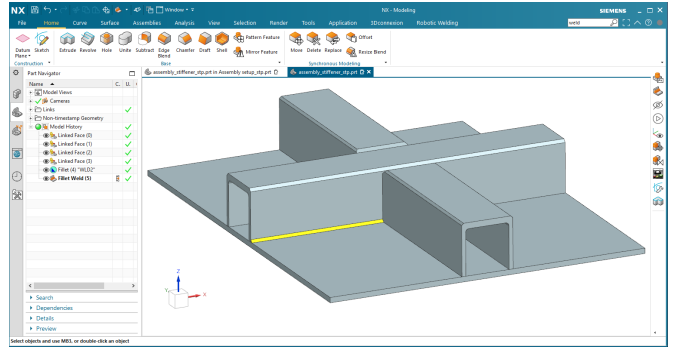 NX
Window
NX - Modeling
SIEMENS
File Home Curve Surface Assemblies Analysis View Selection Render Tools Application 3Dconnexion Robotic Welding
weld
Datum Plane
Sketch
Extrude
Revolve
Hole
Unite
Subtract
Edge Blend
Chamfer
Draft
Shell
Pattern Feature
Mirror Feature
Move
Delete
Replace
Offset
Resize Blend
Construction
Base
Synchronous Modeling
Part Navigator
assembly_stiffener_stp.prt in Assembly setup_stp.prt
assembly_stiffener_stp.prt
Name C. U.
Model Views
Cameras
Links
Non-timestamp Geometry
Model History
Linked Face (0)
Linked Face (1)
Linked Face (2)
Linked Face (3)
Fillet (4) "WLD2"
Fillet Weld (5)
Search
Dependencies
Details
Preview
Z
Y
X
Select objects and use MB3, or double-click an object